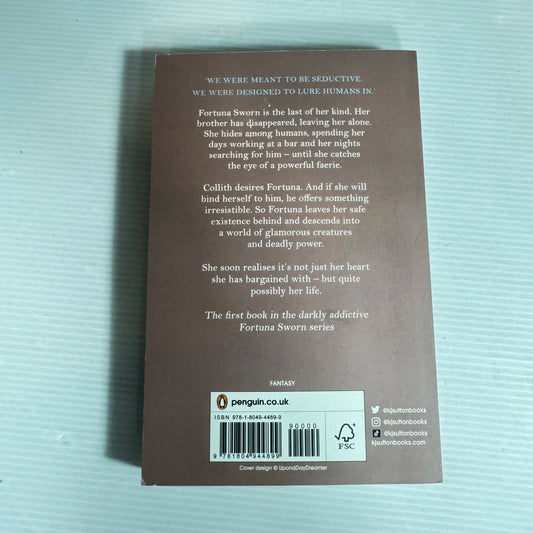 'WE WERE MEANT TO BE SEDUCTIVE.
WE WERE DESIGNED TO LURE HUMANS IN.'
Fortuna Sworn is the last of her kind. Her
brother has disappeared, leaving her alone.
She hides among humans, spending her
days working at a bar and her nights
searching for him – until she catches
the eye of a powerful faerie.
Collith desires Fortuna. And if she will
bind herself to him, he offers something
irresistible. So Fortuna leaves her safe
existence behind and descends into
a world of glamorous creatures
and deadly power.
She soon realises it's not just her heart
she has bargained with – but quite
possibly her life.
The first book in the darkly addictive
Fortuna Sworn series
FANTASY
penguin.co.uk
ISBN 978-1-8049-4489-9
90000
9 781804 944899
FSC
Cover design © UponaDayDreamer
@kjsuttonbooks
@kjsuttonbooks
@kjsuttonbooks
kjsuttonbooks.com